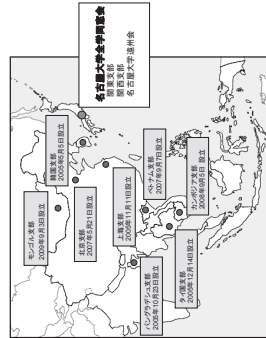 名古屋大学全学同窓会
関東支部
関西支部
名古屋大学遠州会
韓国支部
2005年5月5日設立
モンゴル支部
2009年9月3日設立
北京支部
2007年5月21日設立
上海支部
2005年11月11日設立
ベトナム支部
2007年9月7日設立
カンボジア支部
2008年9月5日 設立
バングラデシュ支部
2005年10月23日設立
タイ国支部
2005年12月14日設立